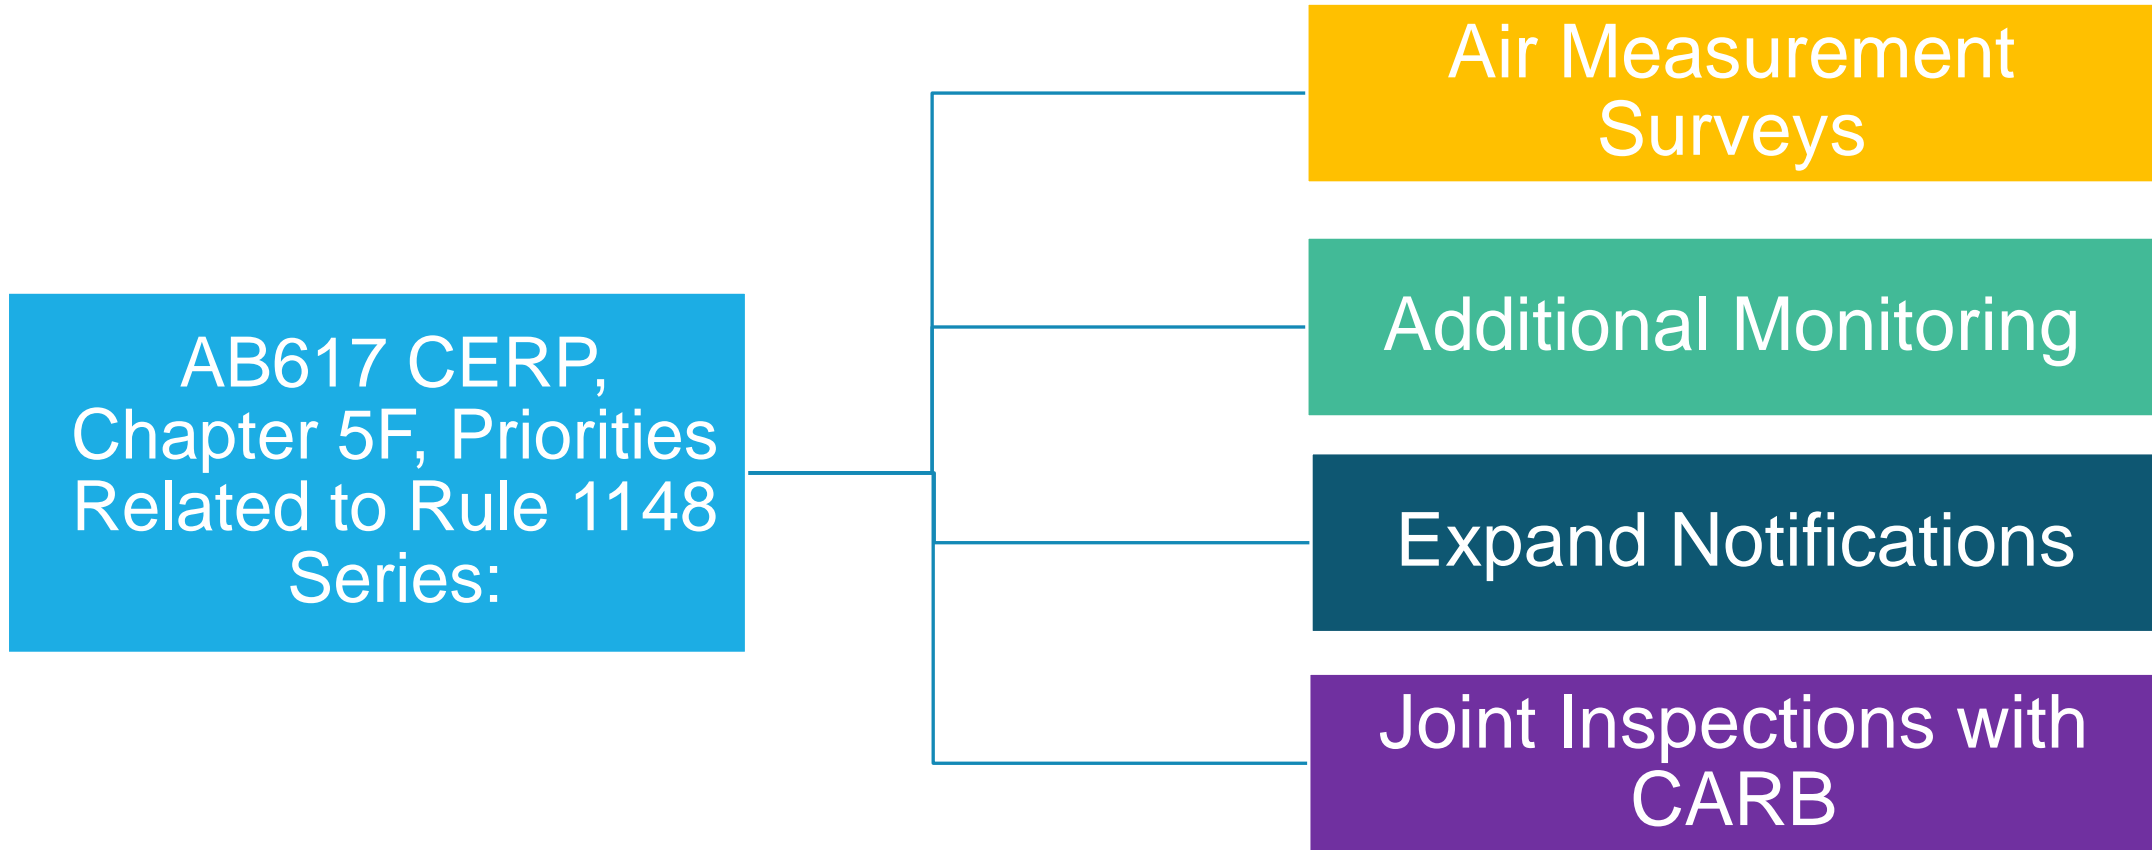 AB617 CERP,
Chapter 5F, Priorities
Related to Rule 1148
Series:
Air Measurement
Surveys
Additional Monitoring
Expand Notifications
Joint Inspections with
CARB